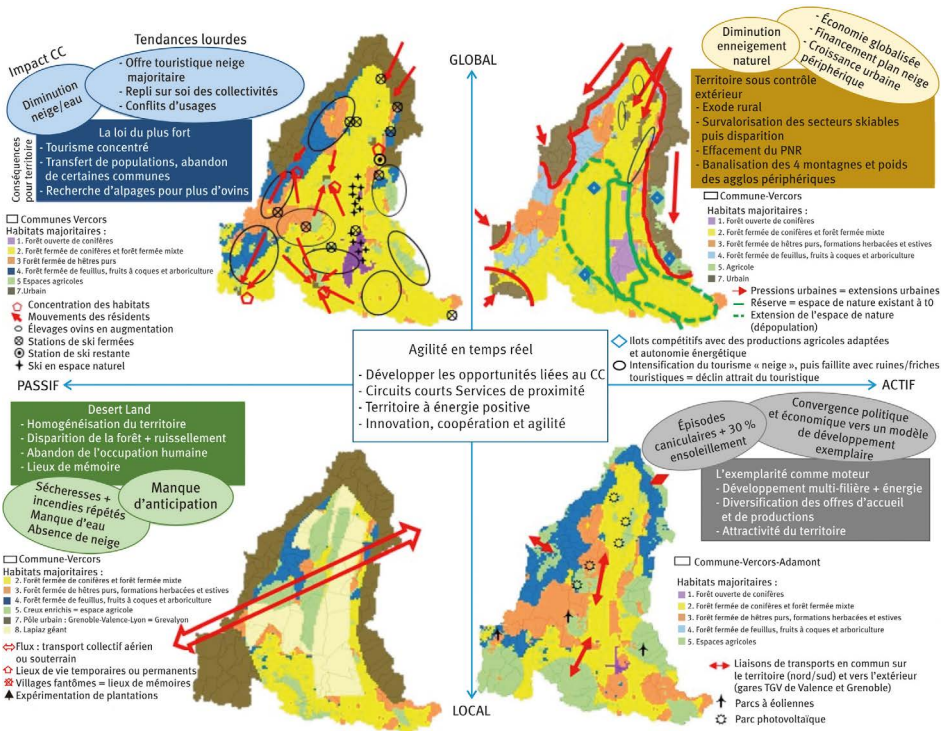 Impact CC
Tendances lourdes
Diminution
neige/eau
- Offre touristique neige
majoritaire
- Repli sur soi des collectivités
- Conflits d'usages
Conséquences
pour territoire
La loi du plus fort
- Tourisme concentré
- Transfert de populations, abandon
de certaines communes
- Recherche d'alpages pour plus d'ovins
Communes Vercors
Habitats majoritaires :
1. Forêt ouverte de conifères
2. Forêt fermée de conifères et forêt fermée mixte
3 Forêt fermée de hêtres purs
4. Forêt fermée de feuillus, fruits à coques et arboriculture
5 Espaces agricoles
7.Urbain
Concentration des habitats
Mouvements des résidents
Élevages ovins en augmentation
Stations de ski fermées
Station de ski restante
Ski en espace naturel
GLOBAL
Diminution
enneigement
naturel
- Économie globalisée
- Financement plan neige
- Croissance urbaine
périphérique
Territoire sous contrôle
extérieur
- Exode rural
- Survalorisation des secteurs skiables
puis disparition
- Effacement du PNR
- Banalisation des 4 montagnes et poids
des agglos périphériques
Commune-Vercors
Habitats majoritaires :
1. Forêt ouverte de conifères
2. Forêt fermée de conifères et forêt fermée mixte
3. Forêt fermée de hêtres purs, formations herbacées et estives
4. Forêt fermée de feuillus, fruits à coques et arboriculture
5. Agricole
7. Urbain
Pressions urbaines = extensions urbaines
Réserve = espace de nature existant à t0
Extension de l'espace de nature
(dépopulation)
Ilots compétitifs avec des productions agricoles adaptées
et autonomie énergétique
Intensification du tourisme « neige », puis faillite avec ruines/friches
touristiques = déclin attrait du touristique
PASSIF
Agilité en temps réel
- Développer les opportunités liées au CC
- Circuits courts Services de proximité
- Territoire à énergie positive
- Innovation, coopération et agilité
ACTIF
Desert Land
- Homogénéisation du territoire
- Disparition de la forêt + ruissellement
- Abandon de l'occupation humaine
- Lieux de mémoire
Sécheresses +
incendies répétés
Manque d'eau
Absence de neige
Manque
d'anticipation
Commune-Vercors
Habitats majoritaires :
2. Forêt fermée de conifères et forêt fermée mixte
3. Forêt fermée de hêtres purs, formations herbacées et estives
4. Forêt fermée de feuillus, fruits à coques et arboriculture
5. Creux enrichis = espace agricole
7. Pôle urbain : Grenoble-Valence-Lyon = Grevalyon
8. Lapiaz géant
Flux : transport collectif aérien
ou souterrain
Lieux de vie temporaires ou permanents
Villages fantômes = lieux de mémoires
Expérimentation de plantations
LOCAL
Épisodes
caniculaires + 30 %
ensoleillement
Convergence politique
et économique vers un modèle
de développement
exemplaire
L'exemplarité comme moteur
- Développement multi-filière + énergie
- Diversification des offres d'accueil
et de productions
- Attractivité du territoire
Commune-Vercors-Adamont
Habitats majoritaires :
1. Forêt ouverte de conifères
2. Forêt fermée de conifères et forêt fermée mixte
3. Forêt fermée de hêtres purs, formations herbacées et estives
4. Forêt fermée de feuillus, fruits à coques et arboriculture
5. Espaces agricoles
Liaisons de transports en commun sur
le territoire (nord/sud) et vers l'extérieur
(gares TGV de Valence et Grenoble)
Parcs à éoliennes
Parc photovoltaïque